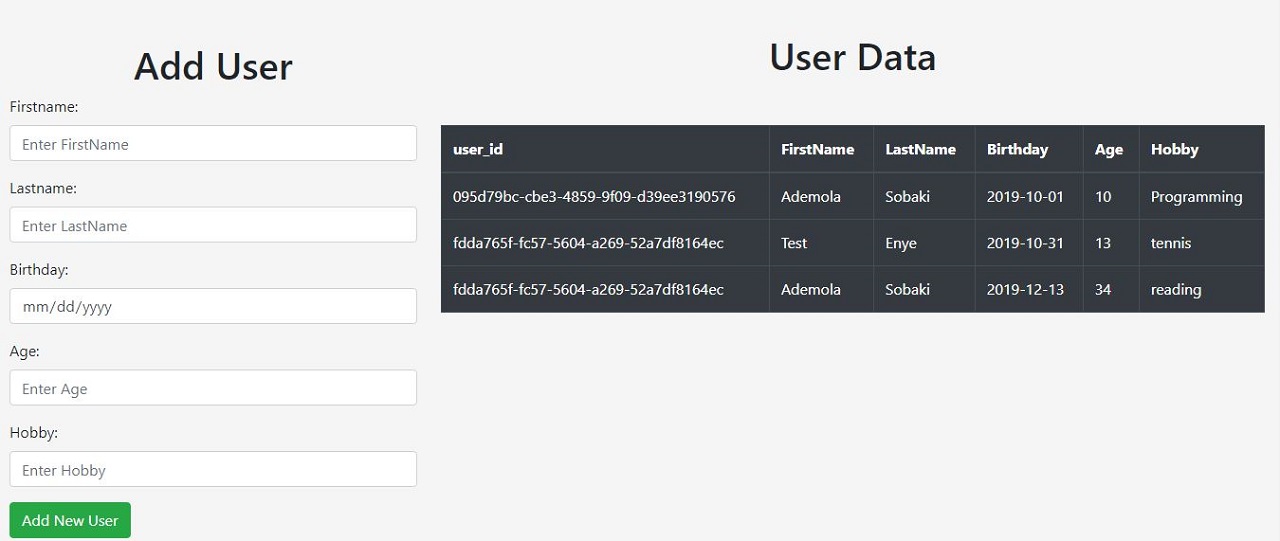 Add User
Firstname:
Enter FirstName
Lastname:
Enter LastName
Birthday:
mm/dd/yyyy
Age:
Enter Age
Hobby:
Enter Hobby
Add New User
User Data
user_id FirstName LastName Birthday Age Hobby
095d79bc-cbe3-4859-9f09-d39ee3190576 Ademola Sobaki 2019-10-01 10 Programming
fdda765f-fc57-5604-a269-52a7df8164ec Test Enye 2019-10-31 13 tennis
fdda765f-fc57-5604-a269-52a7df8164ec Ademola Sobaki 2019-12-13 34 reading